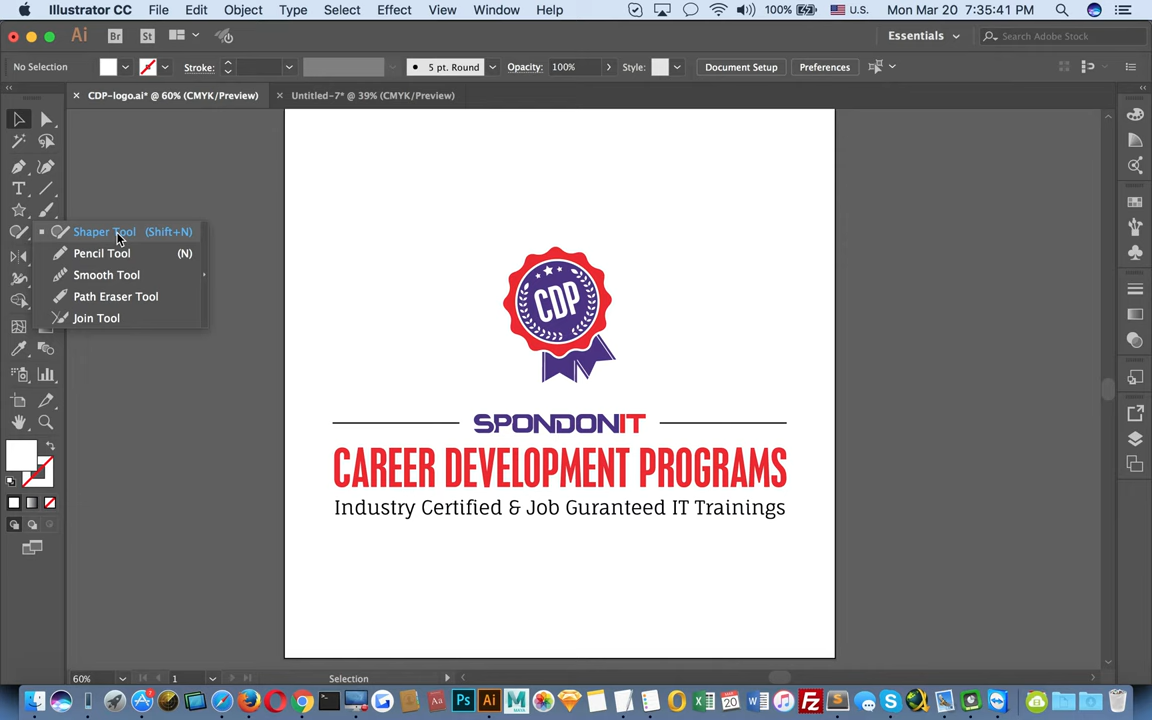 Illustrator CC File Edit Object Type Select Effect View Window Help 100% U.S. Mon Mar 20 7:35:41 PM
Ai Br St Essentials Search Adobe Stock
No Selection Stroke: 5 pt. Round Opacity: 100% Style: Document Setup Preferences
CDP-logo.ai* @ 60% (CMYK/Preview) Untitled-7* @ 39% (CMYK/Preview)
Shaper Tool (Shift+N)
Pencil Tool (N)
Smooth Tool
Path Eraser Tool
Join Tool
CDP
SPONDONIT
CAREER DEVELOPMENT PROGRAMS
Industry Certified & Job Guranteed IT Trainings
60% 1 Selection